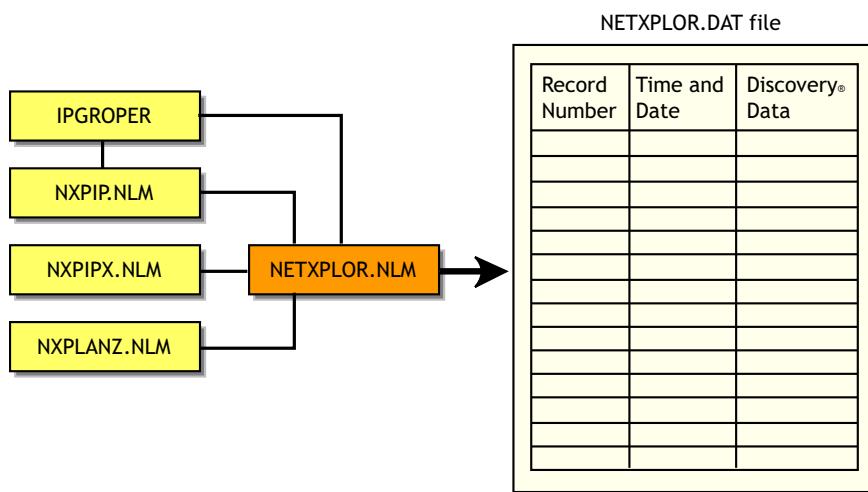 NETXPLOR.DAT file
IPGROPER
NXPIP.NLM
NXPIPX.NLM
NXPLANZ.NLM
NETXPLOR.NLM
Record
Number
Time and
Date
Discovery®
Data